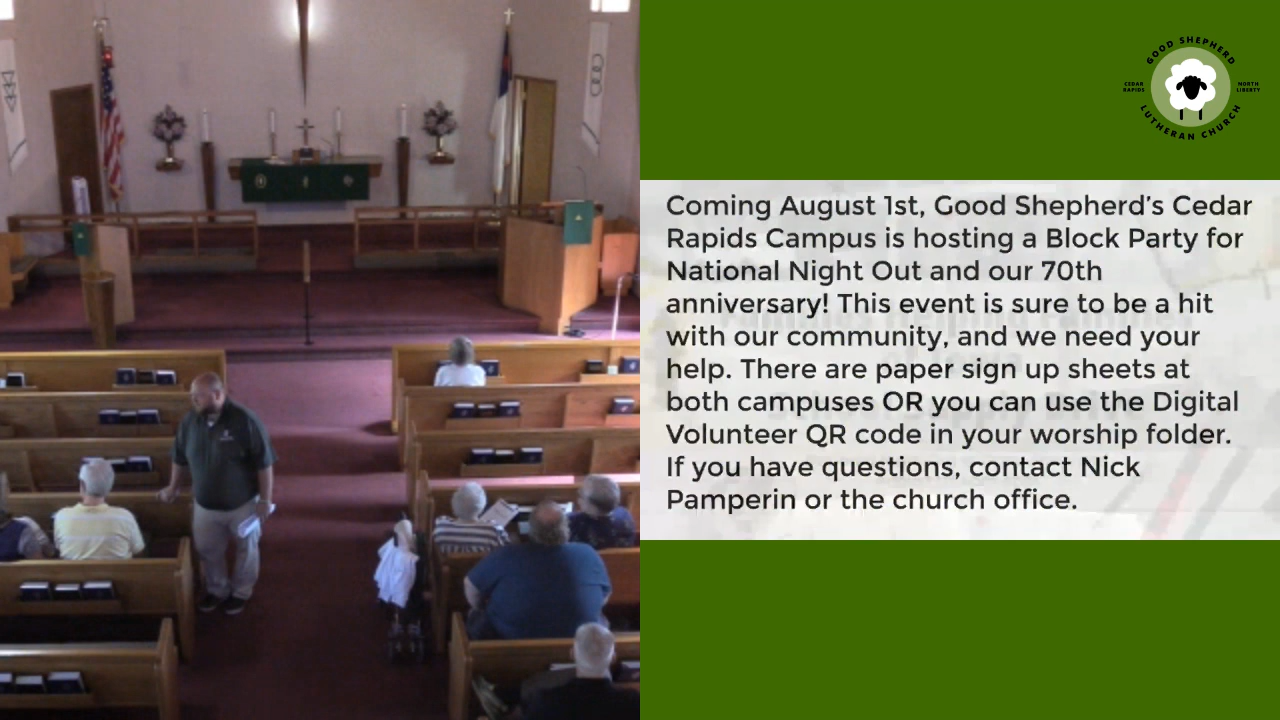 GOOD SHEPHERD
CEDAR RAPIDS
NORTH LIBERTY
LUTHERAN CHURCH
Coming August 1st, Good Shepherd's Cedar
Rapids Campus is hosting a Block Party for
National Night Out and our 70th
anniversary! This event is sure to be a hit
with our community, and we need your
help. There are paper sign up sheets at
both campuses OR you can use the Digital
Volunteer QR code in your worship folder.
If you have questions, contact Nick
Pamperin or the church office.